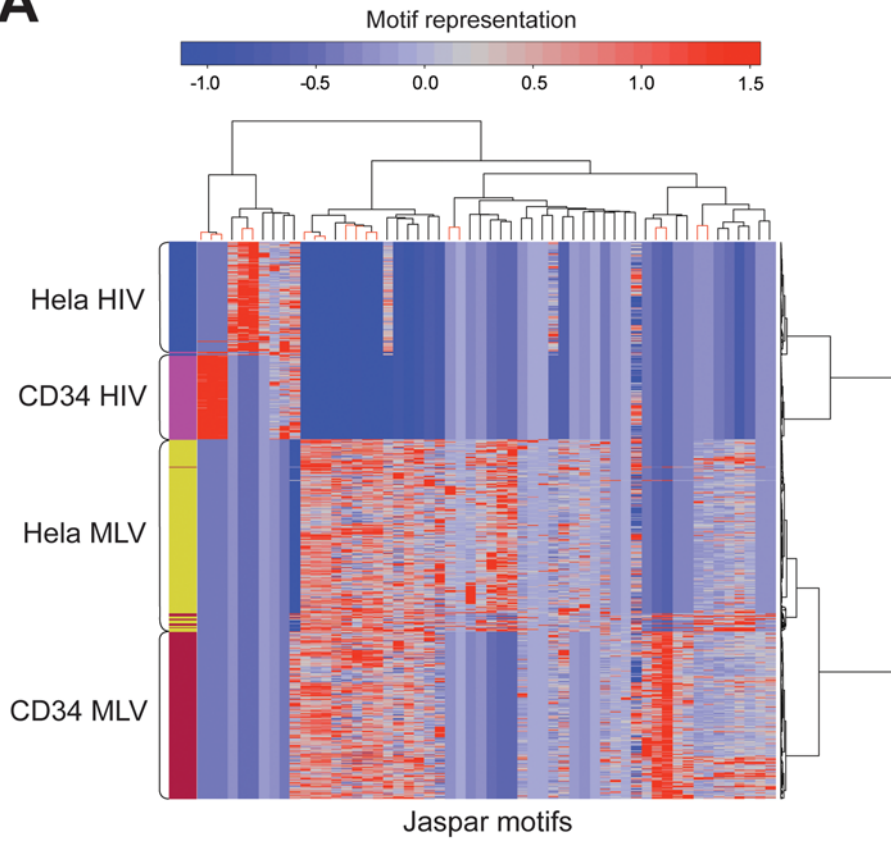 A
Motif representation
-1.0 -0.5 0.0 0.5 1.0 1.5
Hela HIV
CD34 HIV
Hela MLV
CD34 MLV
Jaspar motifs